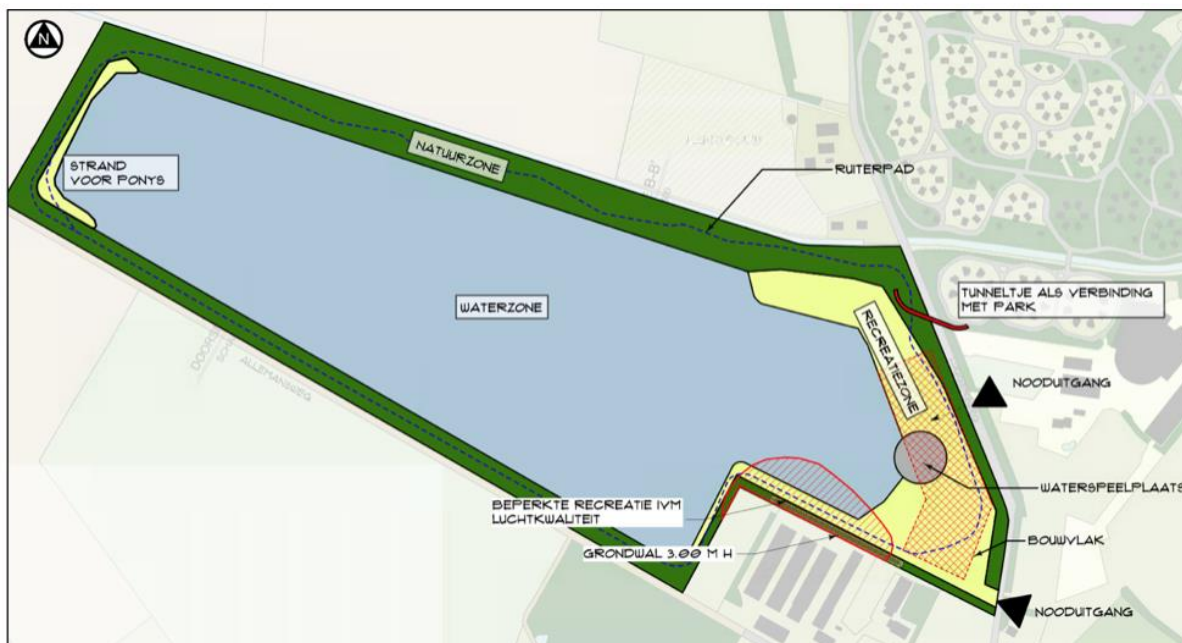 N
NATUURZONE
STRAND
VOOR PONYS
B-B'
RUITERPAD
TUNNELTJE ALS VERBINDING
MET PARK
WATERZONE
RECREATIEZONE
ALLEMANSWEG
NOODUITGANG
WATERSPEELPLAATS
BEPERKTE RECREATIE IVM
LUCHTKWALITEIT
GRONDWAL 3.00 M H
BOUWVLAK
NOODUITGANG